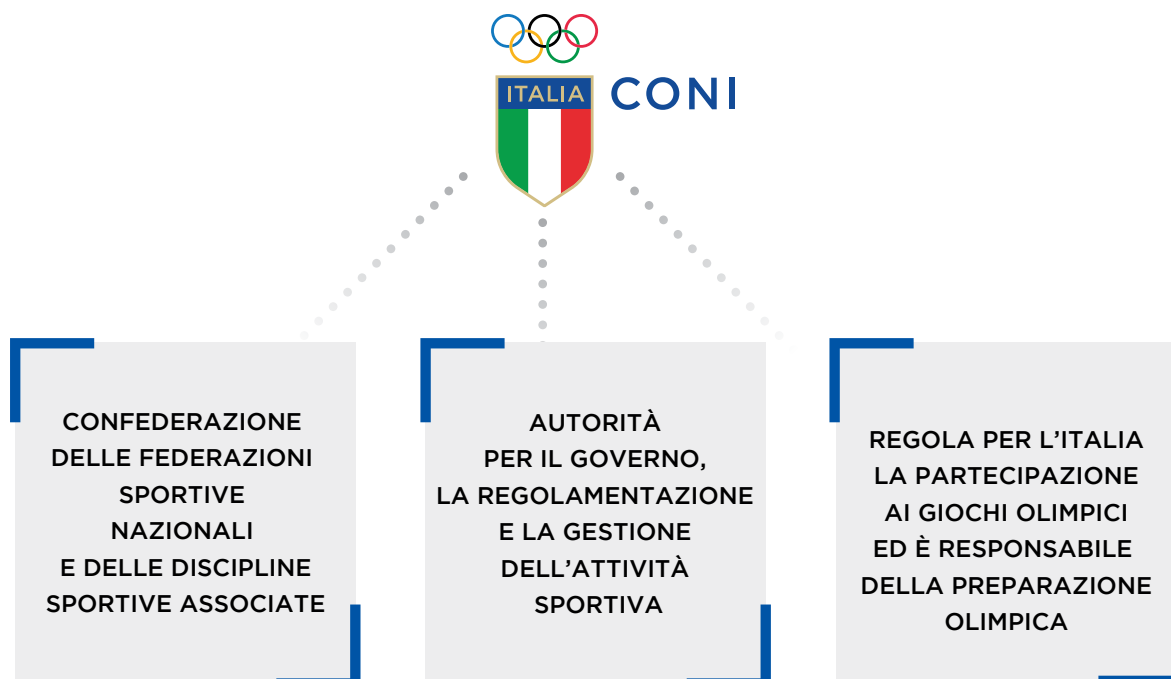 ITALIA
CONI
CONFEDERAZIONE
DELLE FEDERAZIONI
SPORTIVE
NAZIONALI
E DELLE DISCIPLINE
SPORTIVE ASSOCIATE
AUTORITÀ
PER IL GOVERNO,
LA REGOLAMENTAZIONE
E LA GESTIONE
DELL’ATTIVITÀ
SPORTIVA
REGOLA PER L’ITALIA
LA PARTECIPAZIONE
AI GIOCHI OLIMPICI
ED È RESPONSABILE
DELLA PREPARAZIONE
OLIMPICA